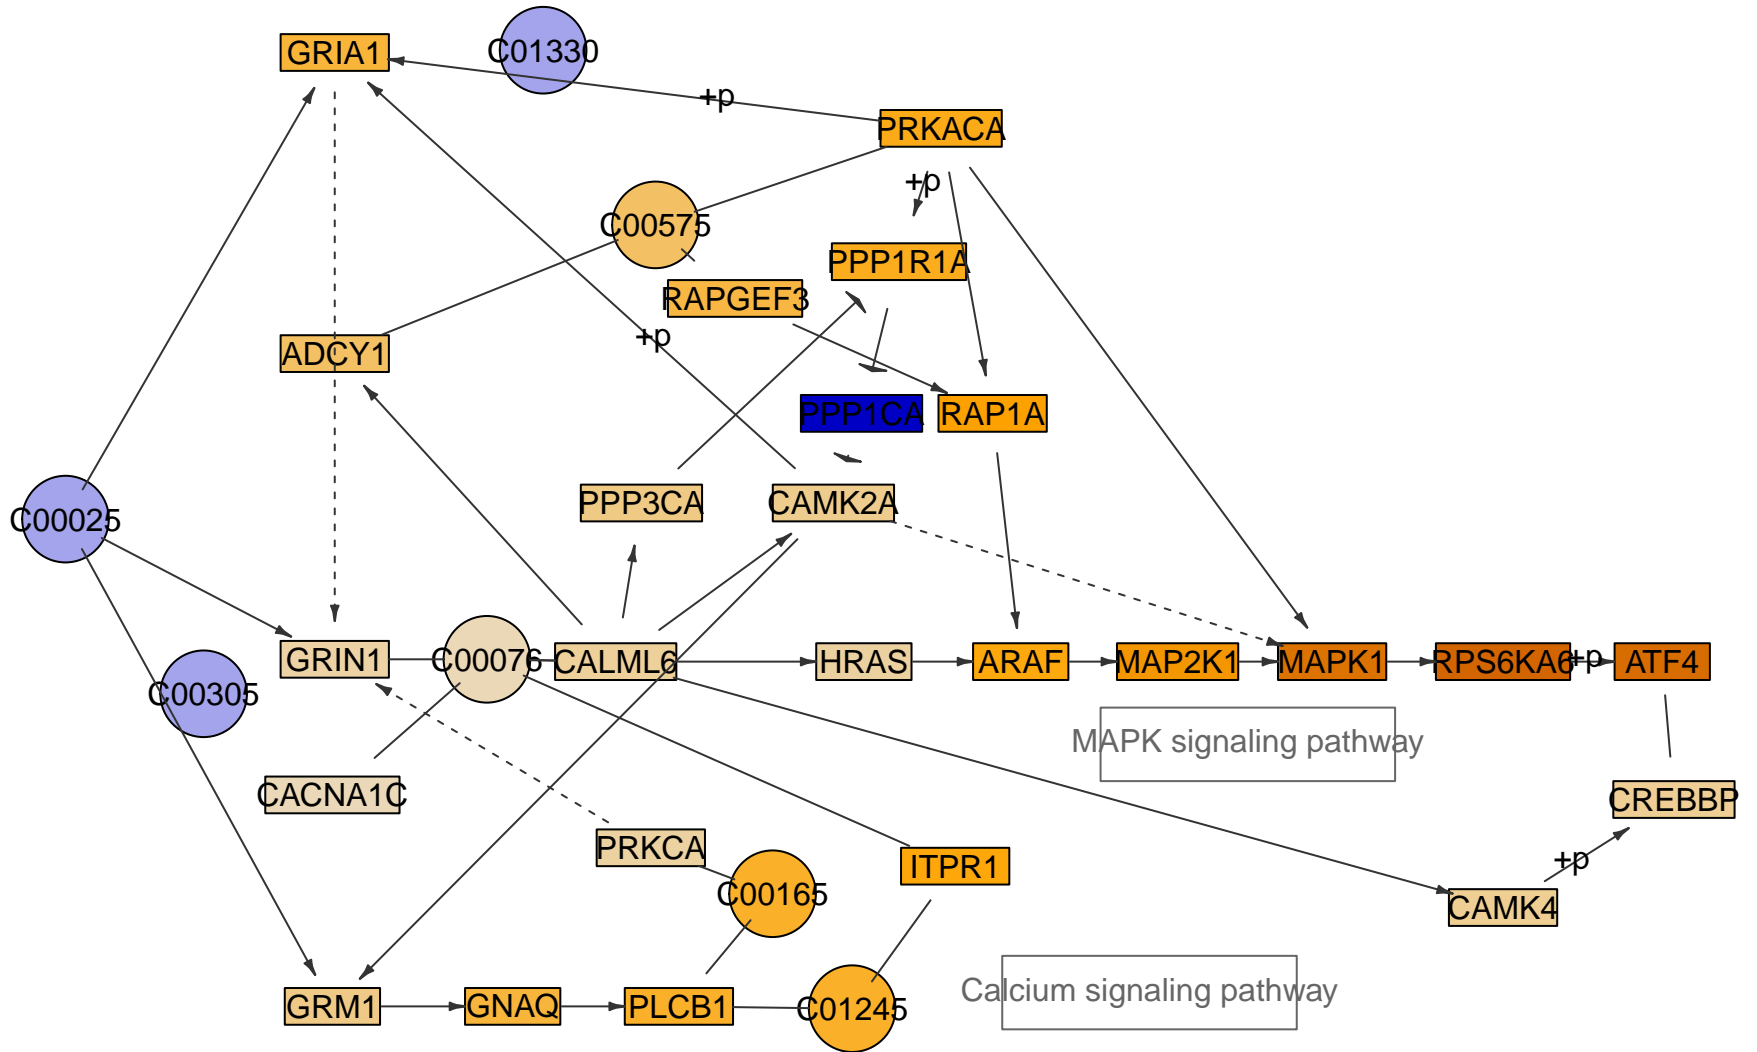 C01330
GRIA1
+p
PRKACA
+p
C00575
PPP1R1A
RAPGEF3
+p
ADCY1
PPP1CA
RAP1A
PPP3CA
CAMK2A
C00025
GRIN1
C00076
CALML6
HRAS
ARAF
MAP2K1
MAPK1
RPS6KA6
+p
ATF4
C00305
MAPK signaling pathway
CACNA1C
CREBBP
PRKCA
ITPR1
+p
C00165
CAMK4
Calcium signaling pathway
GRM1
GNAQ
PLCB1
C01245